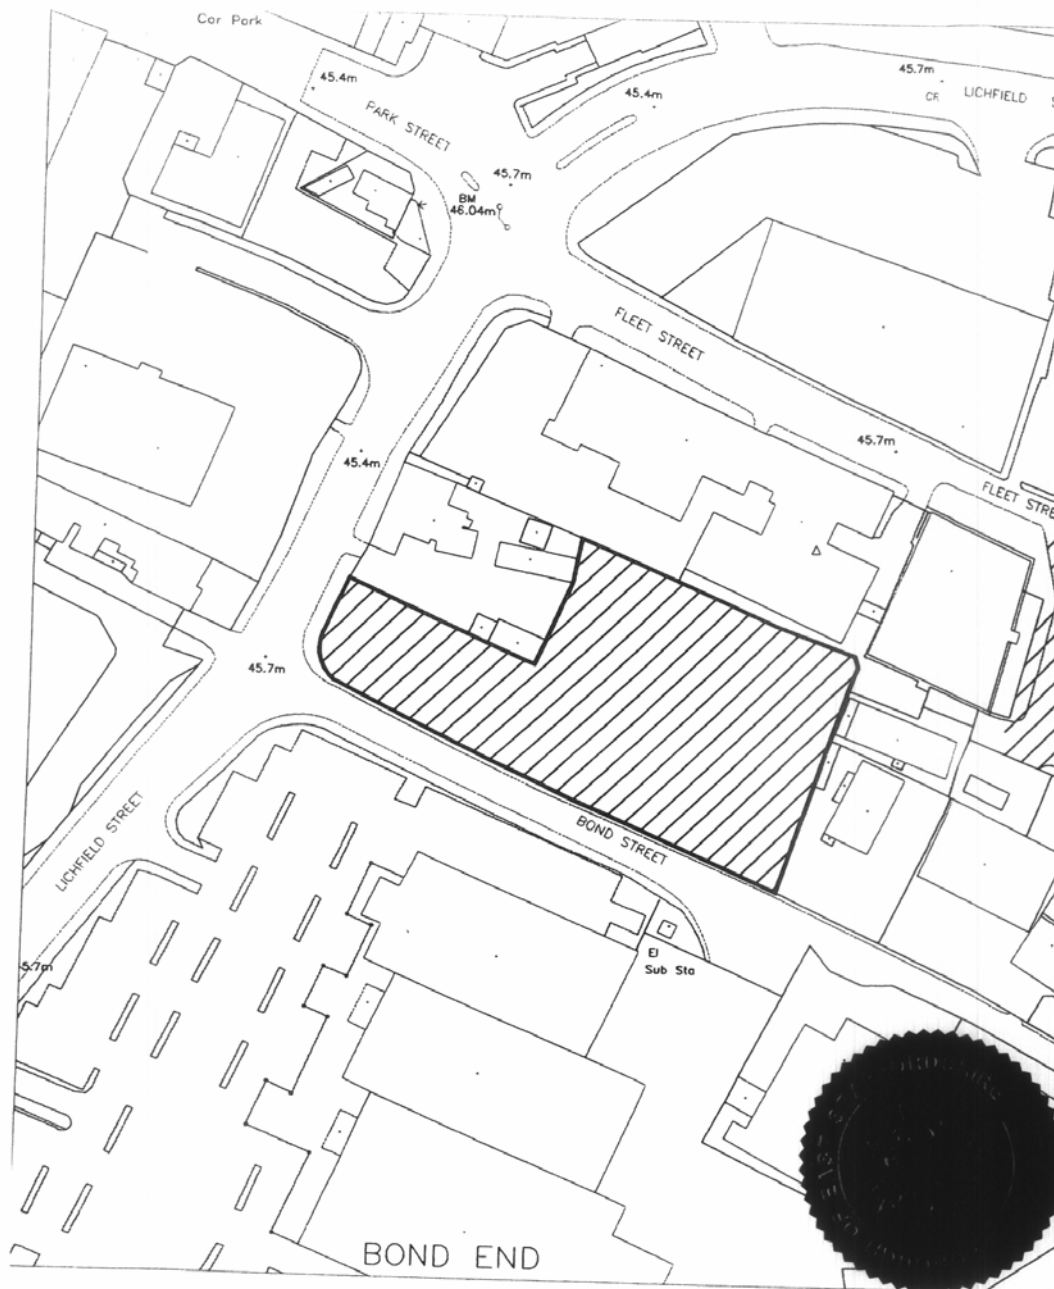 Car Park
45.4m
PARK STREET
45.4m
45.7m
CR
LICHFIELD
45.7m
BM
46.04m
FLEET STREET
45.4m
45.7m
FLEET STRE
45.7m
LICHFIELD STREET
BOND STREET
El
Sub Sta
5.7m
BOND END